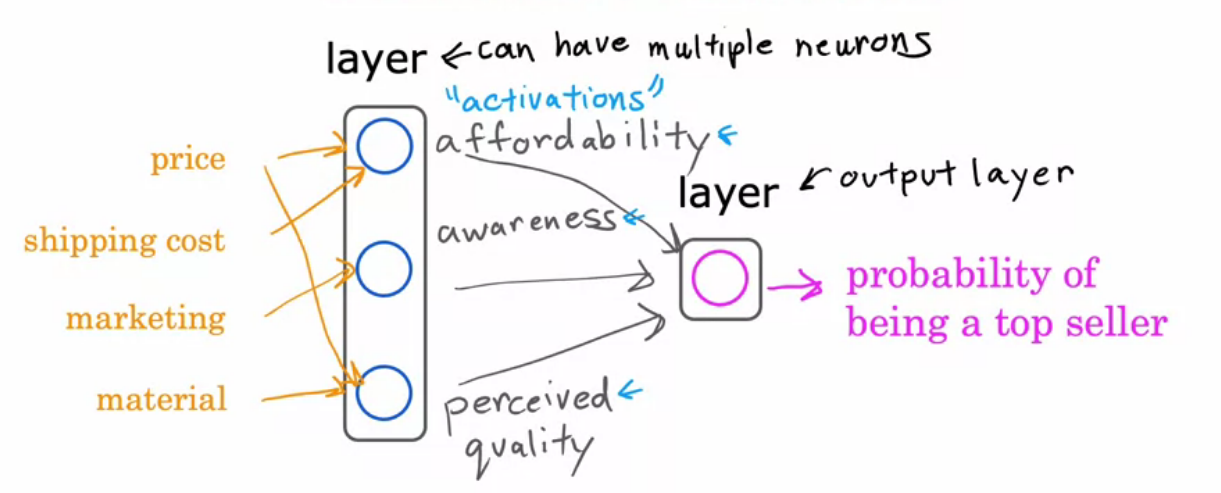 layer ← can have multiple neurons
"activations"
price
affordability ←
layer ← output layer
shipping cost
awareness ←
probability of
being a top seller
marketing
material
perceived ←
quality